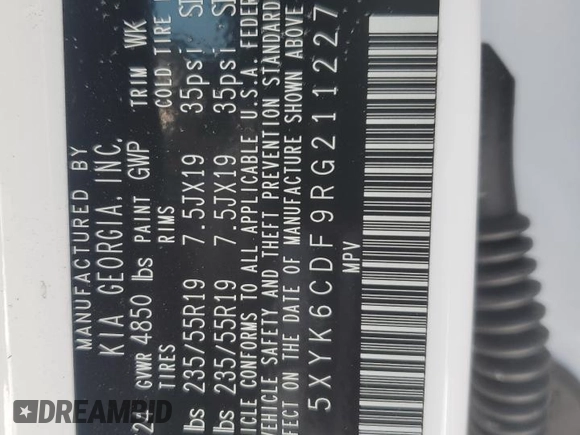 MANUFACTURED BY
KIA GEORGIA, INC.
24 GVWR 4850 lbs PAINT GWP TRIM WK
TIRES RIMS COLD TIRE
lbs 235/55R19 7.5JX19 35psi
lbs 235/55R19 7.5JX19 35psi
ICLE CONFORMS TO ALL APPLICABLE U.S.A. FEDER
VEHICLE SAFETY AND THEFT PREVENTION STANDARD
FECT ON THE DATE OF MANUFACTURE SHOWN ABOVE
5XYK6CDF9RG211227
MPV
DREAMBID